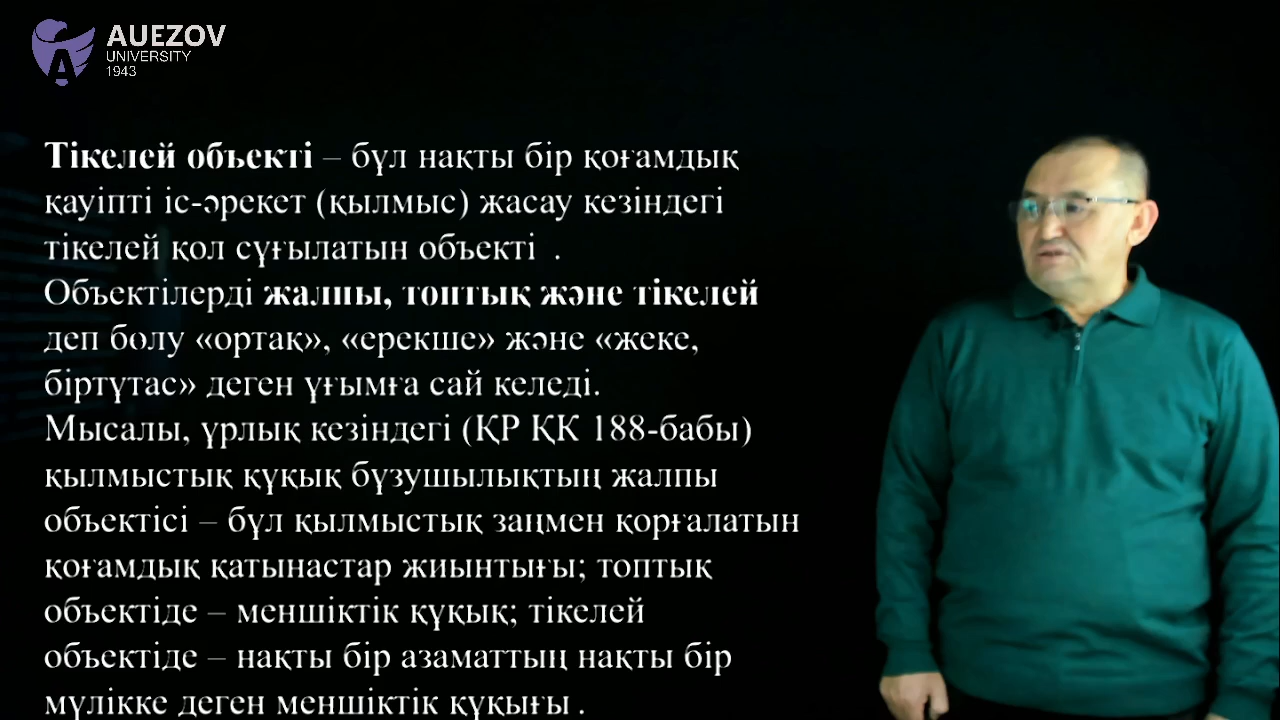 AUEZOV
UNIVERSITY
1943
Тікелей объекті – бұл нақты бір қоғамдық
қауіпті іс-әрекет (қылмыс) жасау кезіндегі
тікелей қол сұғылатын объекті .
Объектілерді жалпы, топтық және тікелей
деп бөлу «ортақ», «ерекше» және «жеке,
біртұтас» деген ұғымға сай келеді.
Мысалы, ұрлық кезіндегі (ҚР ҚК 188-бабы)
қылмыстық құқық бұзушылықтың жалпы
объектісі – бұл қылмыстық заңмен қорғалатын
қоғамдық қатынастар жиынтығы; топтық
объектіде – меншіктік құқық; тікелей
объектіде – нақты бір азаматтың нақты бір
мүлікке деген меншіктік құқығы .